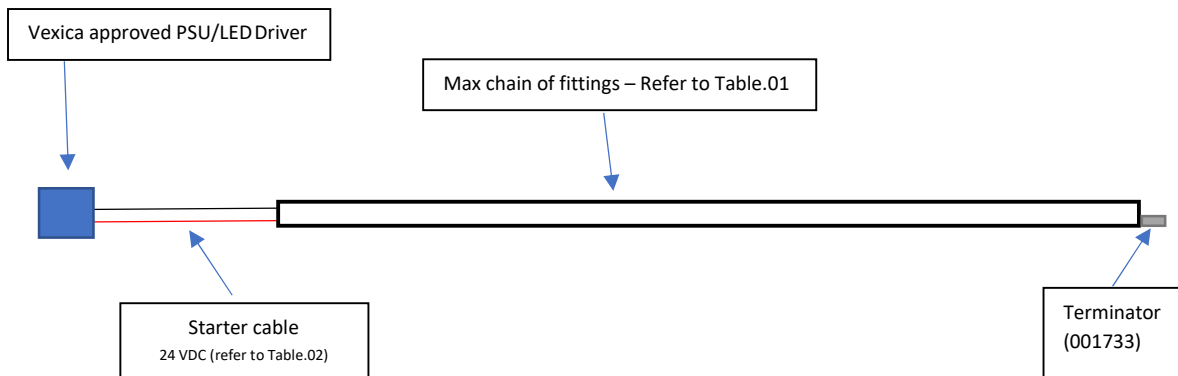 Vexica approved PSU/LED Driver
Max chain of fittings – Refer to Table.01
Starter cable
24 VDC (refer to Table.02)
Terminator
(001733)